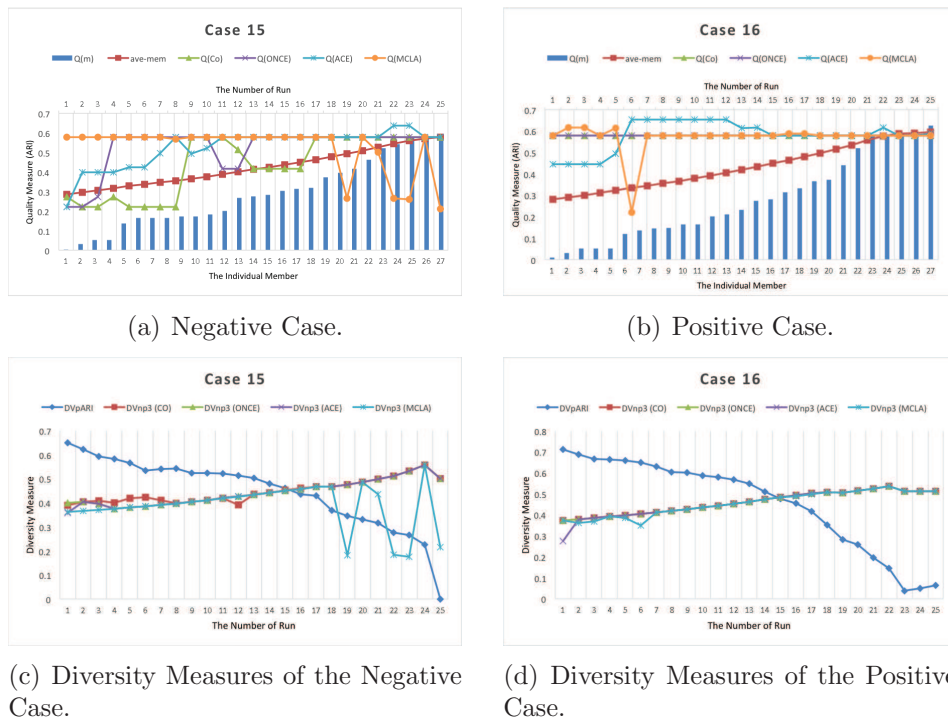 Case 15
Q(m) ave-mem Q(Co) Q(ONCE) Q(ACE) Q(MCLA)
The Number of Run
1 2 3 4 5 6 7 8 9 10 11 12 13 14 15 16 17 18 19 20 21 22 23 24 25
Quality Measure (ARI)
0.7
0.6
0.5
0.4
0.3
0.2
0.1
0
1 2 3 4 5 6 7 8 9 10 11 12 13 14 15 16 17 18 19 20 21 22 23 24 25 26 27
The Individual Member
(a) Negative Case.
Case 16
Q(m) ave-mem Q(Co) Q(ONCE) Q(ACE) Q(MCLA)
The Number of Run
1 2 3 4 5 6 7 8 9 10 11 12 13 14 15 16 17 18 19 20 21 22 23 24 25
Quality Measure (ARI)
0.7
0.6
0.5
0.4
0.3
0.2
0.1
0
1 2 3 4 5 6 7 8 9 10 11 12 13 14 15 16 17 18 19 20 21 22 23 24 25 26 27
The Individual Member
(b) Positive Case.
Case 15
DVpARI DVnp3 (CO) DVnp3 (ONCE) DVnp3 (ACE) DVnp3 (MCLA)
Diversity Measure
0.7
0.6
0.5
0.4
0.3
0.2
0.1
0
1 2 3 4 5 6 7 8 9 10 11 12 13 14 15 16 17 18 19 20 21 22 23 24 25
The Number of Run
(c) Diversity Measures of the Negative
Case.
Case 16
DVpARI DVnp3 (CO) DVnp3 (ONCE) DVnp3 (ACE) DVnp3 (MCLA)
Diversity Measure
0.8
0.7
0.6
0.5
0.4
0.3
0.2
0.1
0
1 2 3 4 5 6 7 8 9 10 11 12 13 14 15 16 17 18 19 20 21 22 23 24 25
The Number of Run
(d) Diversity Measures of the Positive
Case.